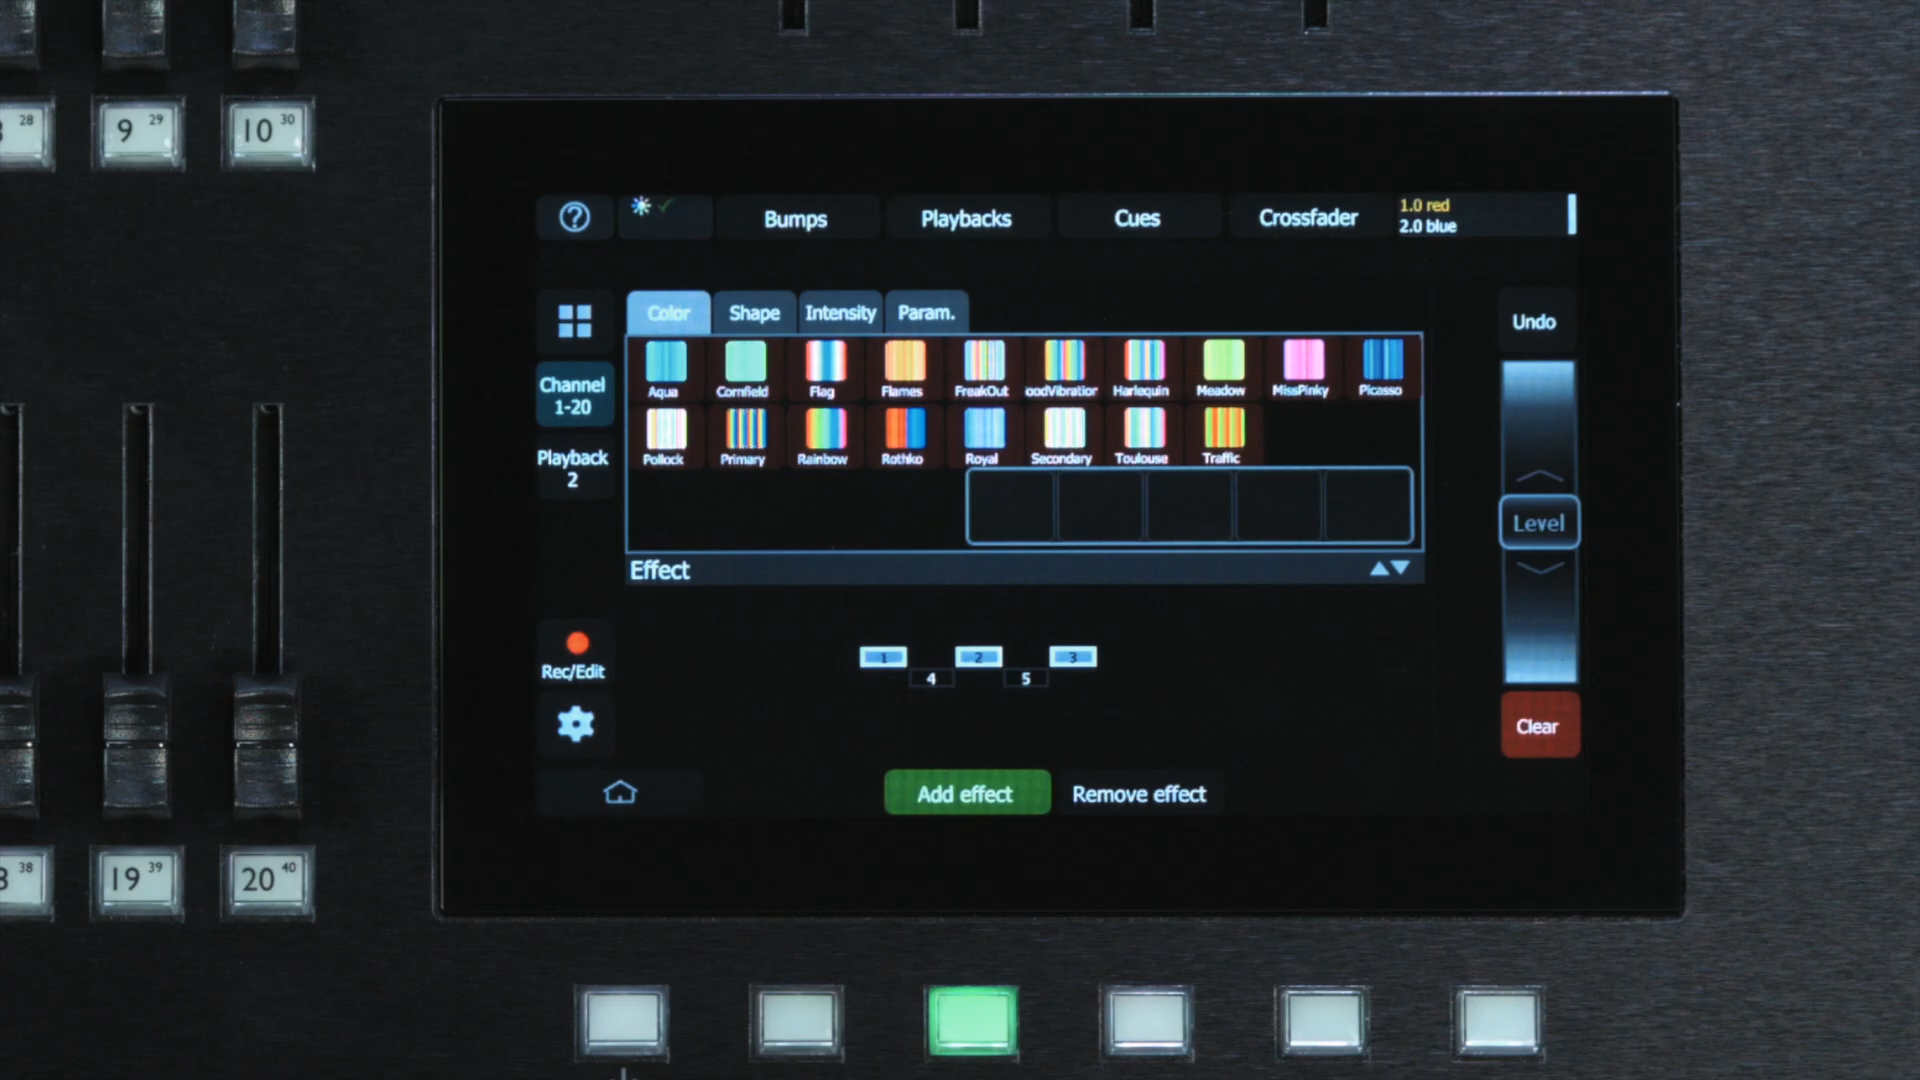 28
9 29
10 30
Bumps
Playbacks
Cues
Crossfader
1.0 red
2.0 blue
Color
Shape
Intensity
Param.
Undo
Channel
1-20
Aqua
Cornfield
Flag
Flames
FreakOut
oodVibration
Harlequin
Meadow
MissPinky
Picasso
Playback
2
Pollock
Primary
Rainbow
Rothko
Royal
Secondary
Toulouse
Traffic
Level
Effect
Rec/Edit
1
2
3
4
5
Clear
Add effect
Remove effect
38
19 39
20 40